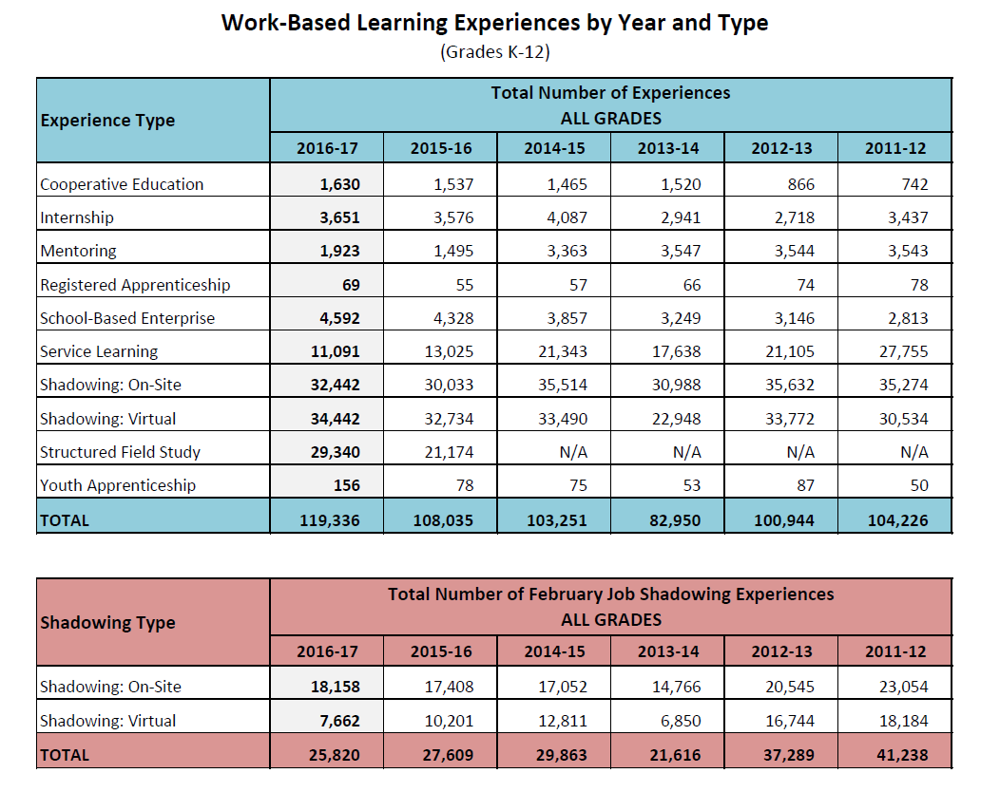 Work-Based Learning Experiences by Year and Type
(Grades K-12)
Experience Type
Total Number of Experiences
ALL GRADES
2016-17 2015-16 2014-15 2013-14 2012-13 2011-12
Cooperative Education 1,630 1,537 1,465 1,520 866 742
Internship 3,651 3,576 4,087 2,941 2,718 3,437
Mentoring 1,923 1,495 3,363 3,547 3,544 3,543
Registered Apprenticeship 69 55 57 66 74 78
School-Based Enterprise 4,592 4,328 3,857 3,249 3,146 2,813
Service Learning 11,091 13,025 21,343 17,638 21,105 27,755
Shadowing: On-Site 32,442 30,033 35,514 30,988 35,632 35,274
Shadowing: Virtual 34,442 32,734 33,490 22,948 33,772 30,534
Structured Field Study 29,340 21,174 N/A N/A N/A N/A
Youth Apprenticeship 156 78 75 53 87 50
TOTAL 119,336 108,035 103,251 82,950 100,944 104,226
Shadowing Type
Total Number of February Job Shadowing Experiences
ALL GRADES
2016-17 2015-16 2014-15 2013-14 2012-13 2011-12
Shadowing: On-Site 18,158 17,408 17,052 14,766 20,545 23,054
Shadowing: Virtual 7,662 10,201 12,811 6,850 16,744 18,184
TOTAL 25,820 27,609 29,863 21,616 37,289 41,238